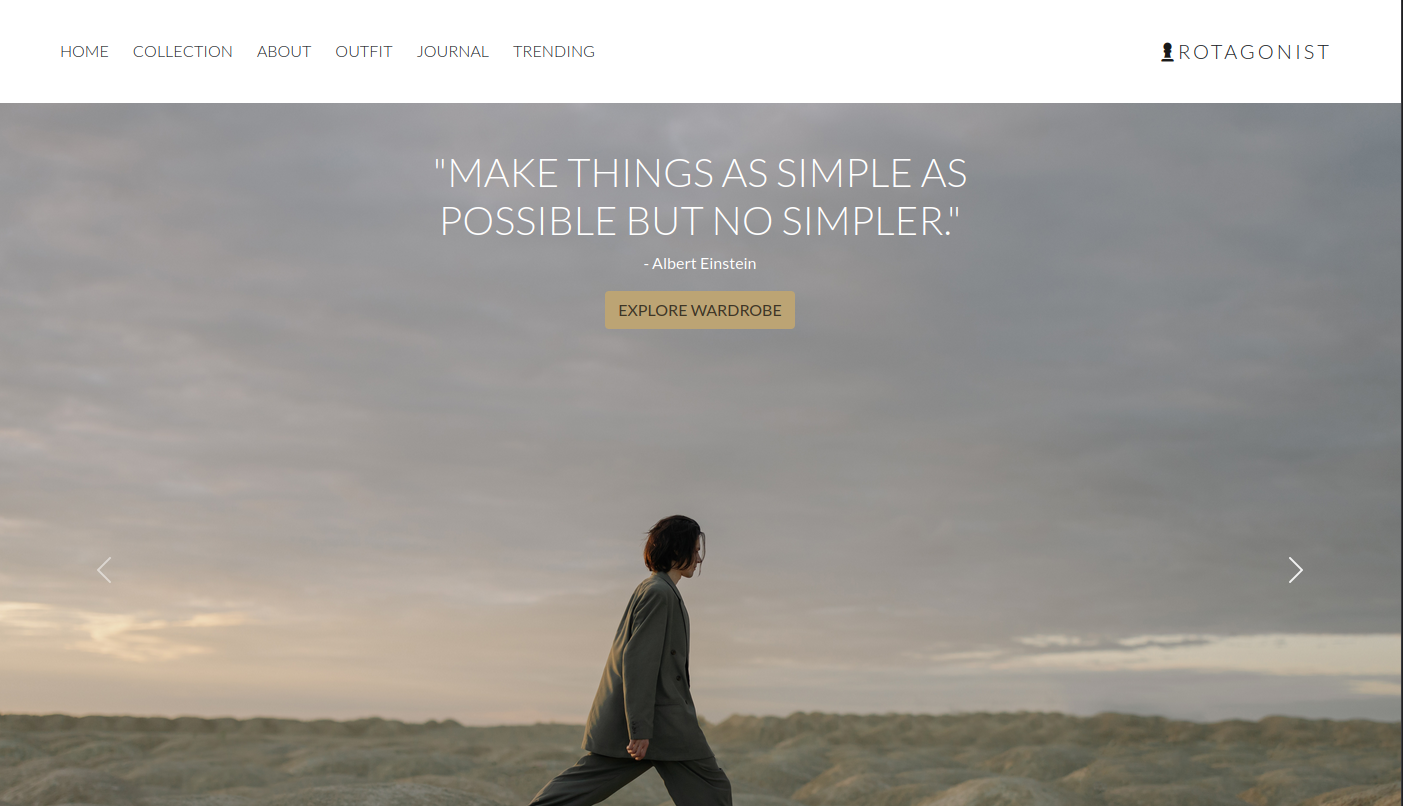 HOME COLLECTION ABOUT OUTFIT JOURNAL TRENDING
ROTAGONIST
"MAKE THINGS AS SIMPLE AS
POSSIBLE BUT NO SIMPLER."
- Albert Einstein
EXPLORE WARDROBE